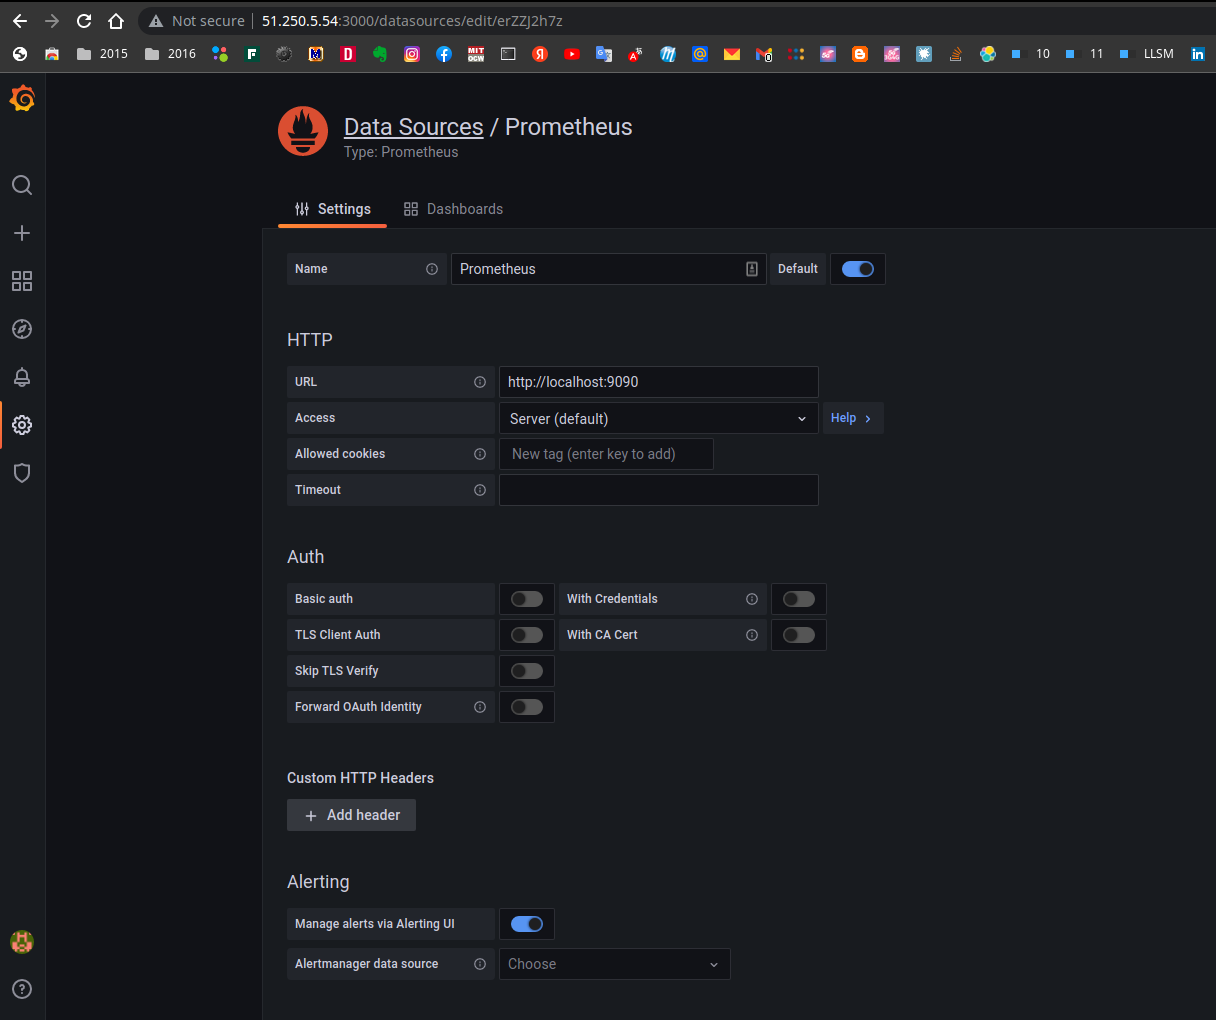 Not secure 51.250.5.54:3000/datasources/edit/erZZJ2h7z
2015 2016 F D MIT OCW Я 10 11 LLSM in
Data Sources / Prometheus
Type: Prometheus
Settings Dashboards
Name Prometheus Default
HTTP
URL http://localhost:9090
Access Server (default) Help >
Allowed cookies New tag (enter key to add)
Timeout
Auth
Basic auth With Credentials
TLS Client Auth With CA Cert
Skip TLS Verify
Forward OAuth Identity
Custom HTTP Headers
+ Add header
Alerting
Manage alerts via Alerting UI
Alertmanager data source Choose